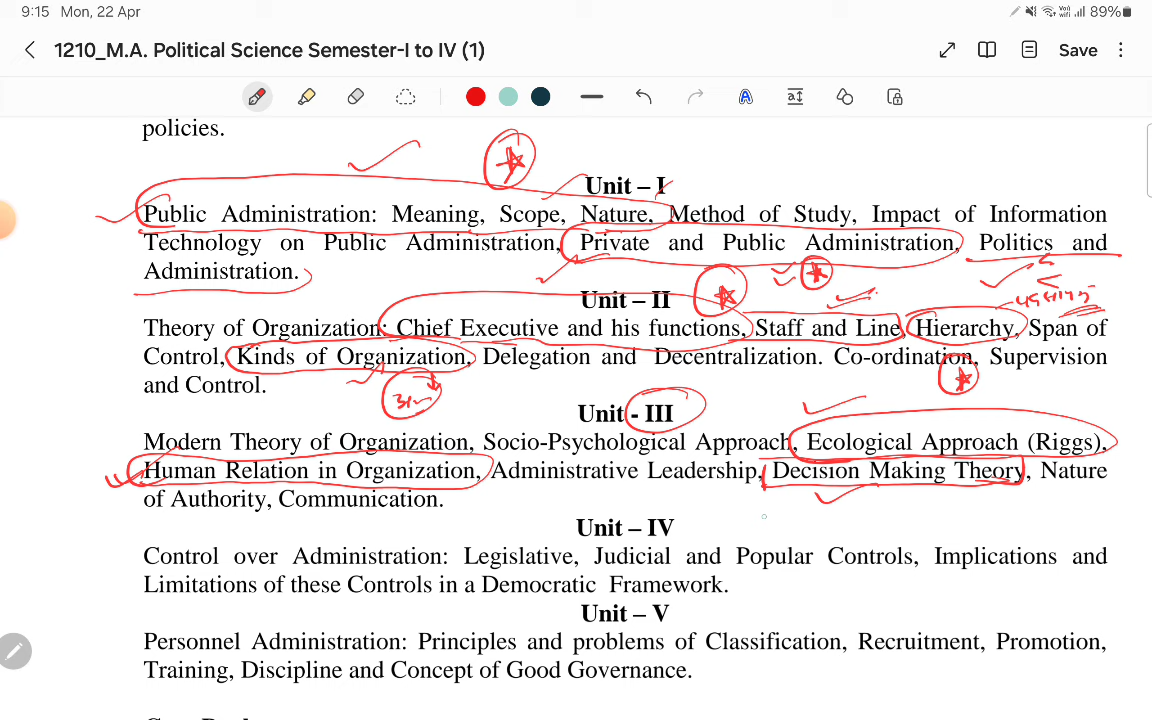 9:15 Mon, 22 Apr 89%
1210_M.A. Political Science Semester-I to IV (1) Save
policies.
Unit – I
Public Administration: Meaning, Scope, Nature, Method of Study, Impact of Information
Technology on Public Administration, Private and Public Administration, Politics and
Administration.
Unit – II
Theory of Organization: Chief Executive and his functions, Staff and Line, Hierarchy, Span of
Control, Kinds of Organization, Delegation and Decentralization. Co-ordination, Supervision
and Control.
Unit - III
Modern Theory of Organization, Socio-Psychological Approach, Ecological Approach (Riggs),
Human Relation in Organization, Administrative Leadership, Decision Making Theory, Nature
of Authority, Communication.
Unit – IV
Control over Administration: Legislative, Judicial and Popular Controls, Implications and
Limitations of these Controls in a Democratic Framework.
Unit – V
Personnel Administration: Principles and problems of Classification, Recruitment, Promotion,
Training, Discipline and Concept of Good Governance.